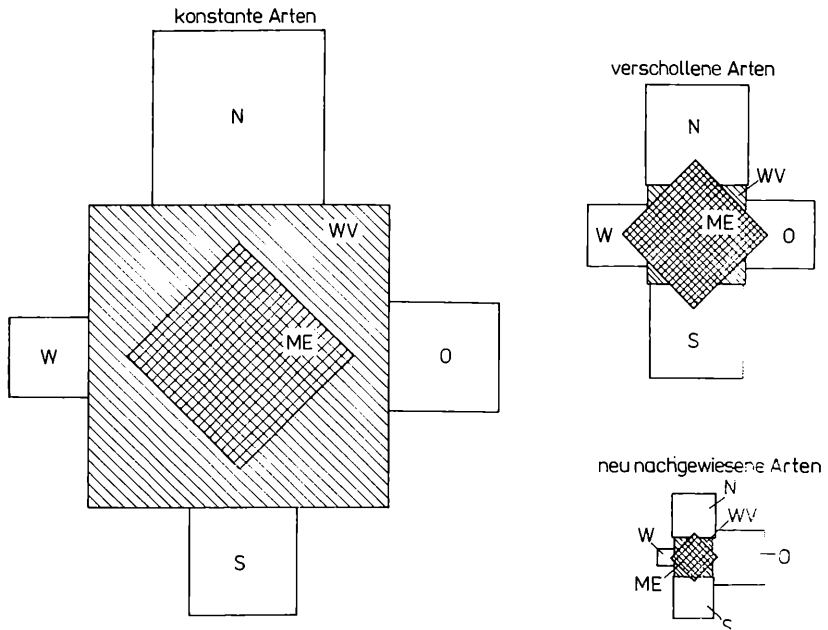 konstante Arten
N
WV
ME
W
O
S
verschollene Arten
N
WV
ME
W
O
S
neu nachgewiesene Arten
N
WV
W
O
ME
S